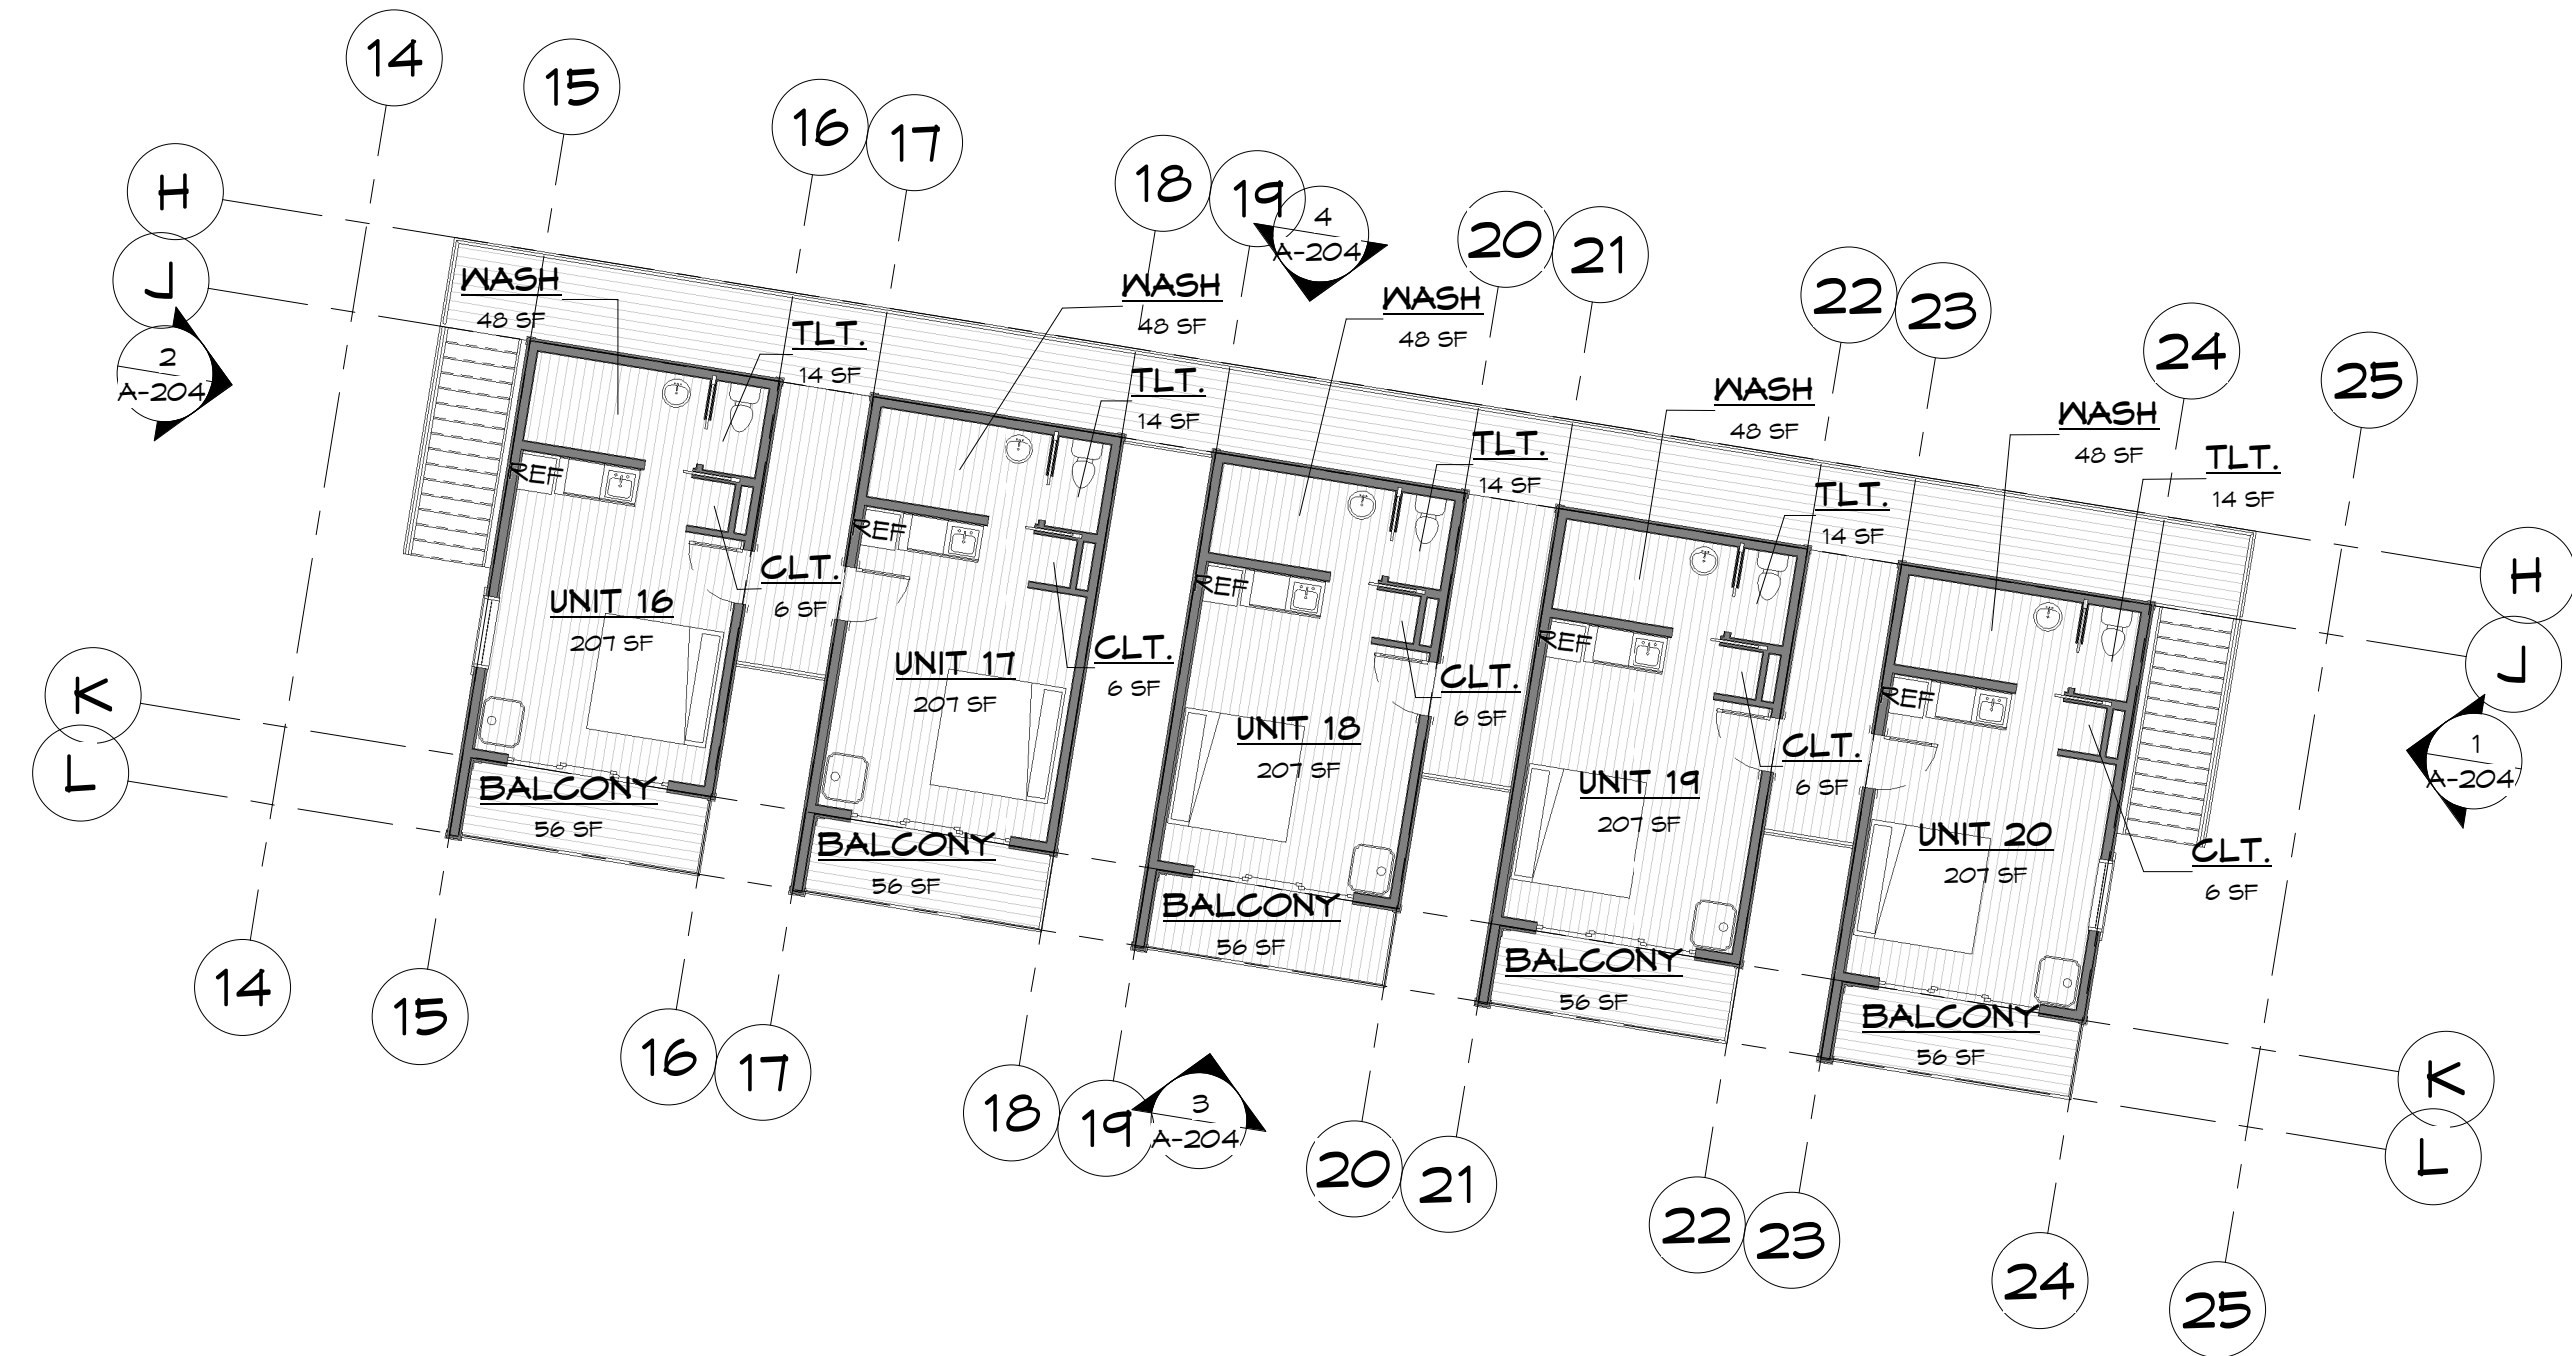 14
15
16
17
18
19
4
A-204
20
21
22
23
24
25
H
J
2
A-204
WASH
48 SF
TLT.
14 SF
WASH
48 SF
TLT.
14 SF
WASH
48 SF
TLT.
14 SF
WASH
48 SF
TLT.
14 SF
WASH
48 SF
TLT.
14 SF
REF
UNIT 16
207 SF
CLT.
6 SF
BALCONY
56 SF
REF
UNIT 17
207 SF
CLT.
6 SF
BALCONY
56 SF
REF
UNIT 18
207 SF
CLT.
6 SF
BALCONY
56 SF
REF
UNIT 19
207 SF
CLT.
6 SF
BALCONY
56 SF
REF
UNIT 20
207 SF
CLT.
6 SF
BALCONY
56 SF
H
J
1
A-204
K
L
K
L
14
15
16
17
18
19
3
A-204
20
21
22
23
24
25